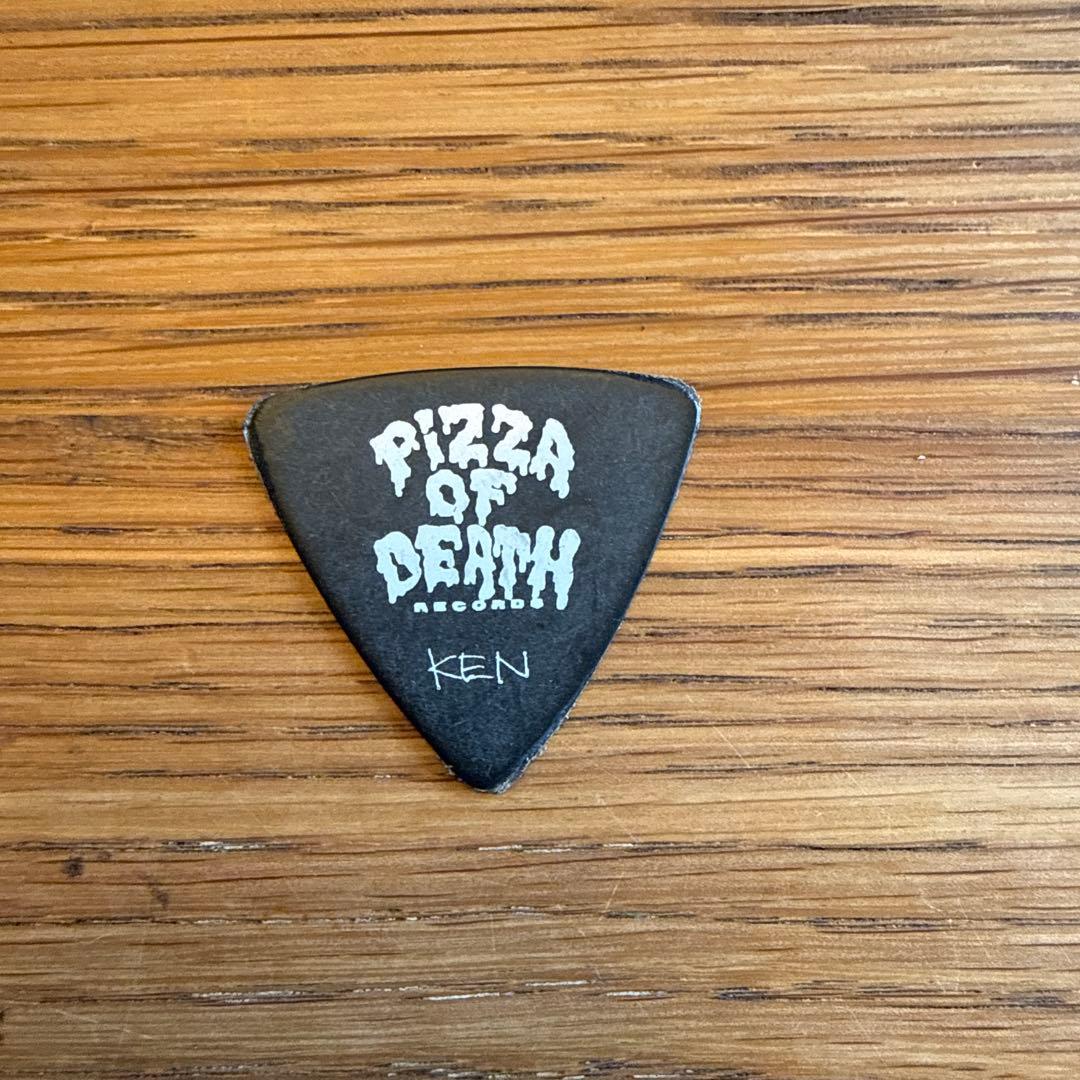 PIZZA
OF
DEATH
RECORDS
KEN